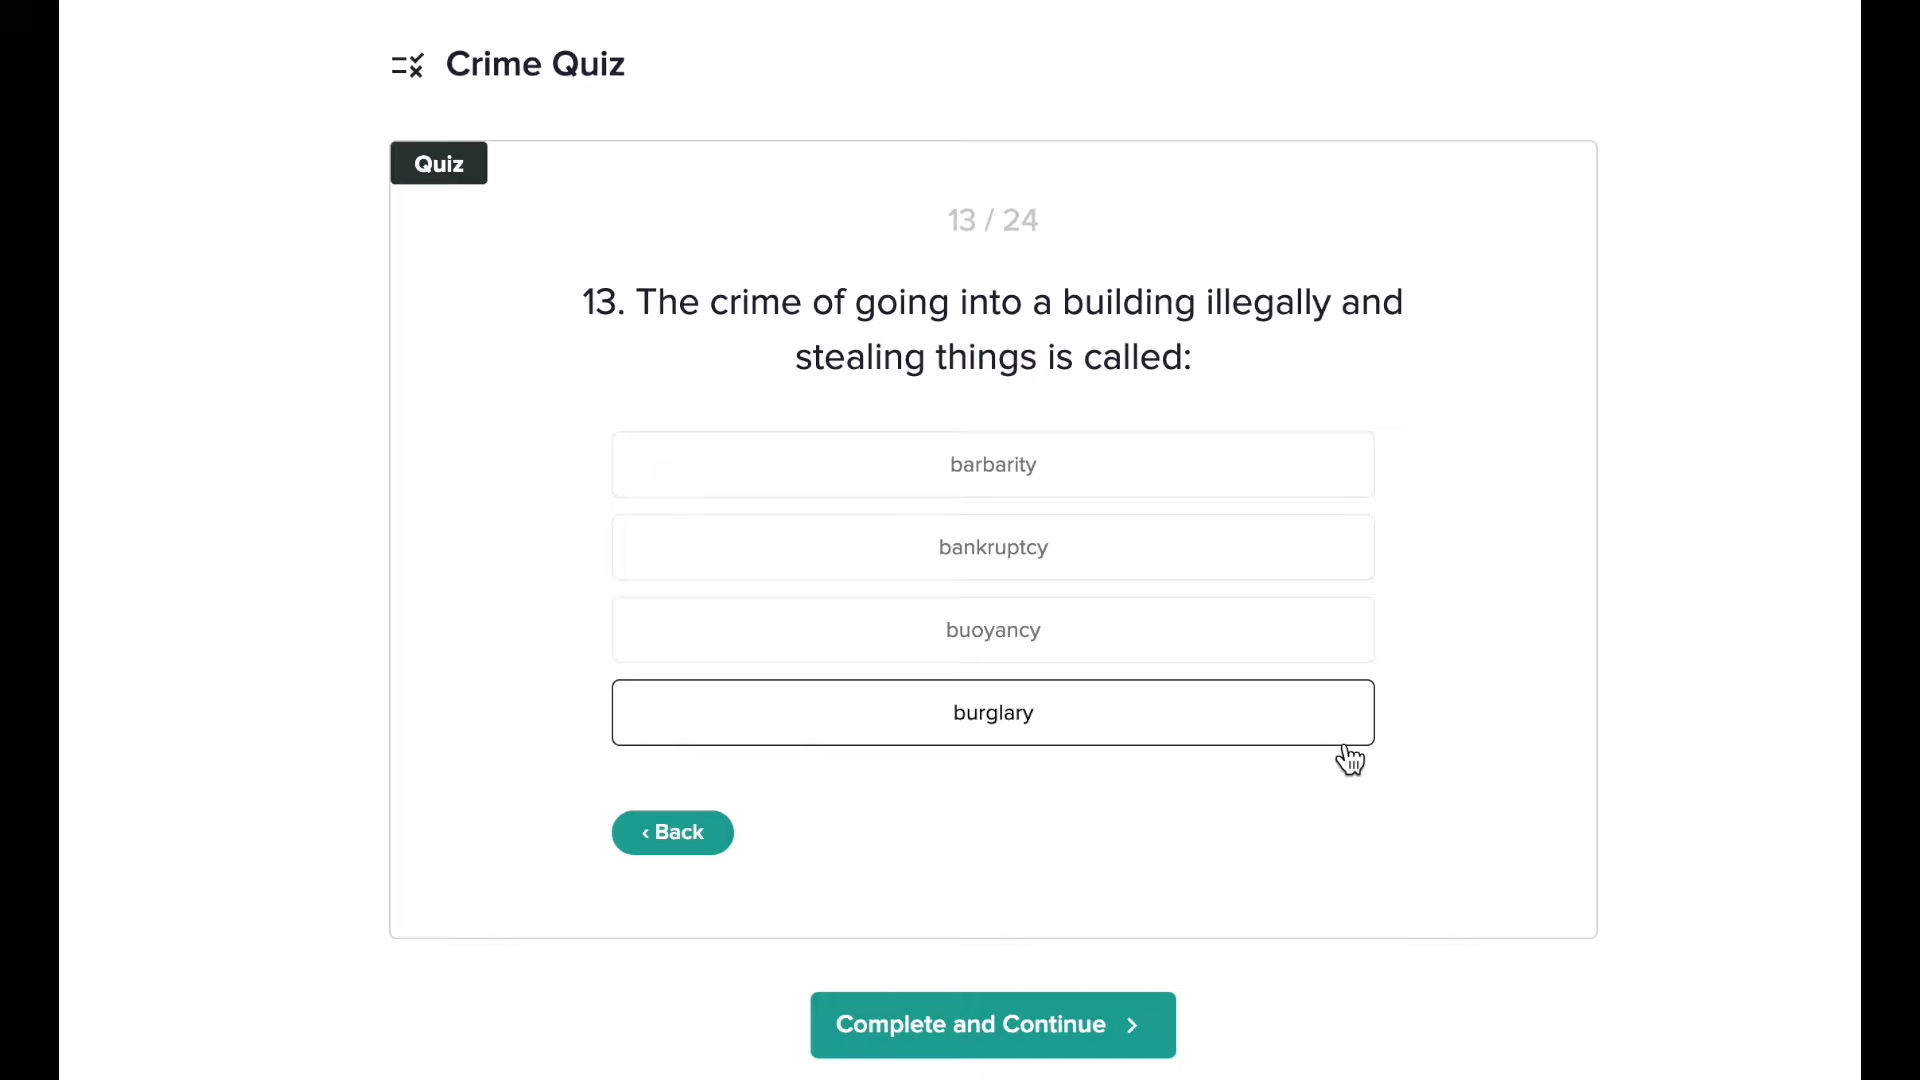 Crime Quiz
Quiz
13 / 24
13. The crime of going into a building illegally and
stealing things is called:
barbarity
bankruptcy
buoyancy
burglary
‹ Back
Complete and Continue >